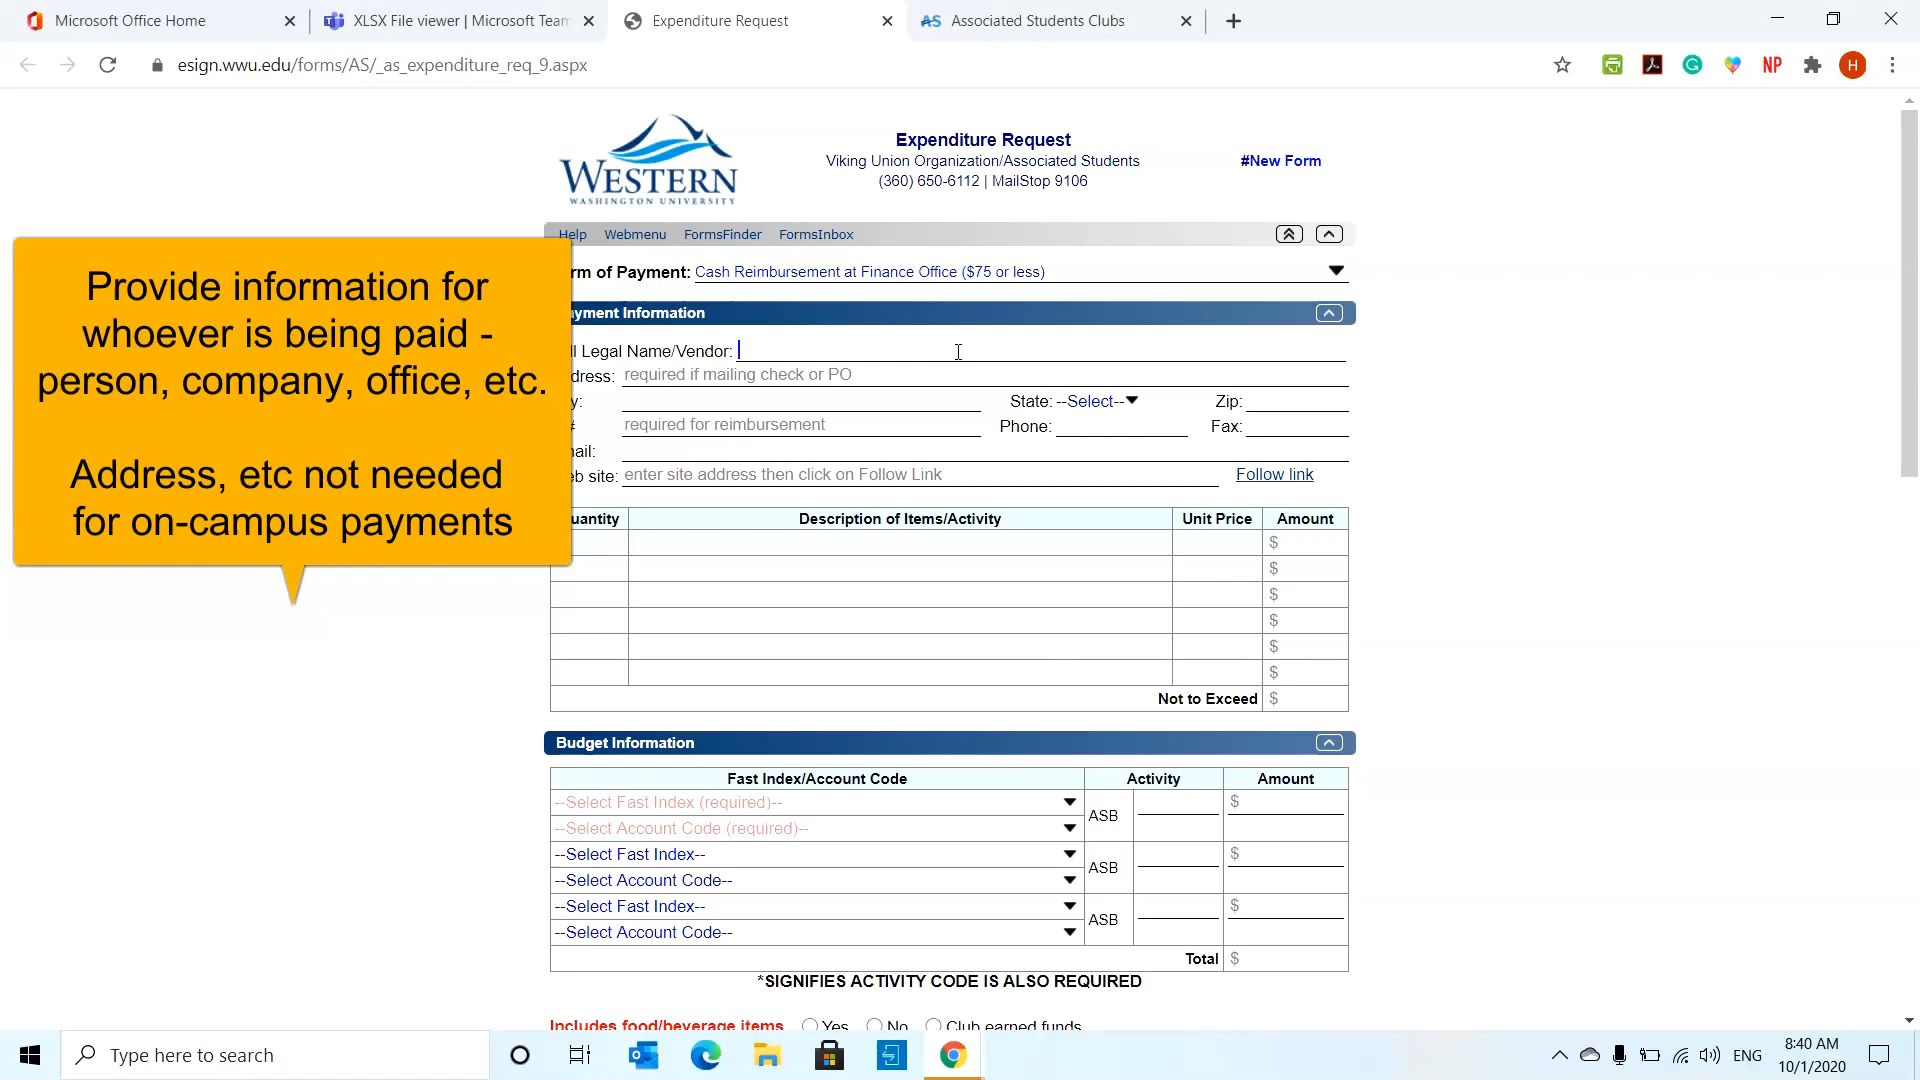 Microsoft Office Home
XLSX File viewer | Microsoft Team
Expenditure Request
AS Associated Students Clubs
esign.wwu.edu/forms/AS/_as_expenditure_req_9.aspx
NP
H
WESTERN
WASHINGTON UNIVERSITY
Expenditure Request
Viking Union Organization/Associated Students
(360) 650-6112 | MailStop 9106
#New Form
Help Webmenu FormsFinder FormsInbox
rm of Payment: Cash Reimbursement at Finance Office ($75 or less)
Provide information for
whoever is being paid -
person, company, office, etc.
Address, etc not needed
for on-campus payments
yment Information
ll Legal Name/Vendor:
dress: required if mailing check or PO
y: State: --Select-- Zip:
# required for reimbursement Phone: Fax:
ail:
eb site: enter site address then click on Follow Link Follow link
uantity Description of Items/Activity Unit Price Amount
$
$
$
$
$
$
Not to Exceed $
Budget Information
Fast Index/Account Code Activity Amount
--Select Fast Index (required)-- ASB $
--Select Account Code (required)--
--Select Fast Index-- ASB $
--Select Account Code--
--Select Fast Index-- ASB $
--Select Account Code--
Total $
*SIGNIFIES ACTIVITY CODE IS ALSO REQUIRED
Includes food/beverage items Yes No Club earned funds
Type here to search
ENG
8:40 AM
10/1/2020